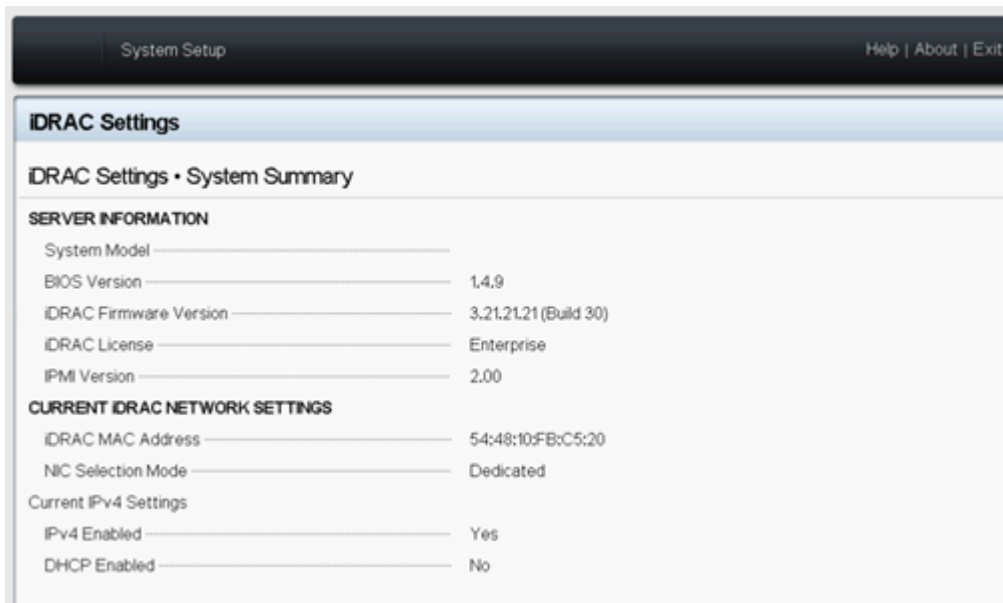 System Setup
Help | About | Exit
iDRAC Settings
iDRAC Settings • System Summary
SERVER INFORMATION
System Model
BIOS Version 1.4.9
iDRAC Firmware Version 3.21.21.21 (Build 30)
iDRAC License Enterprise
IPMI Version 2.00
CURRENT iDRAC NETWORK SETTINGS
iDRAC MAC Address 54:48:10:FB:C5:20
NIC Selection Mode Dedicated
Current IPv4 Settings
IPv4 Enabled Yes
DHCP Enabled No